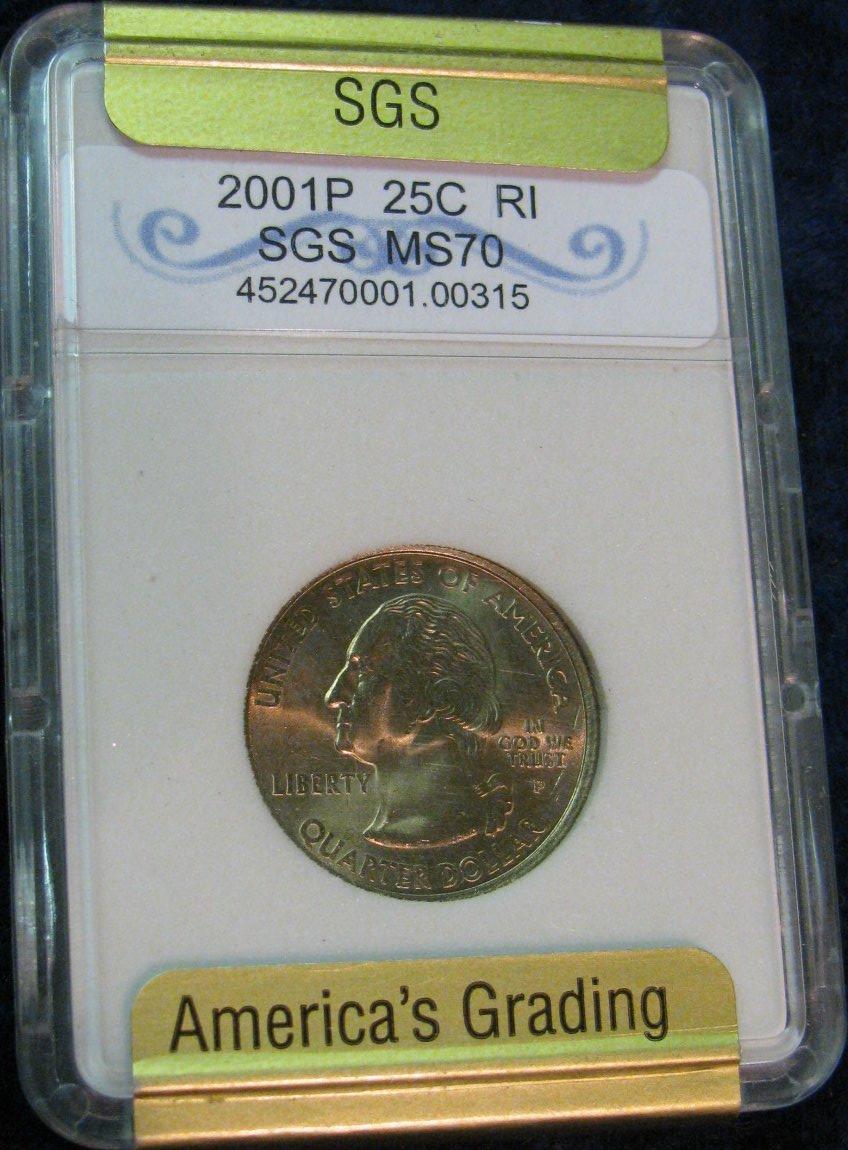 SGS
2001P 25C RI
SGS MS70
452470001.00315
UNITED STATES OF AMERICA
IN
GOD WE
TRUST
LIBERTY
P
QUARTER DOLLAR
America's Grading